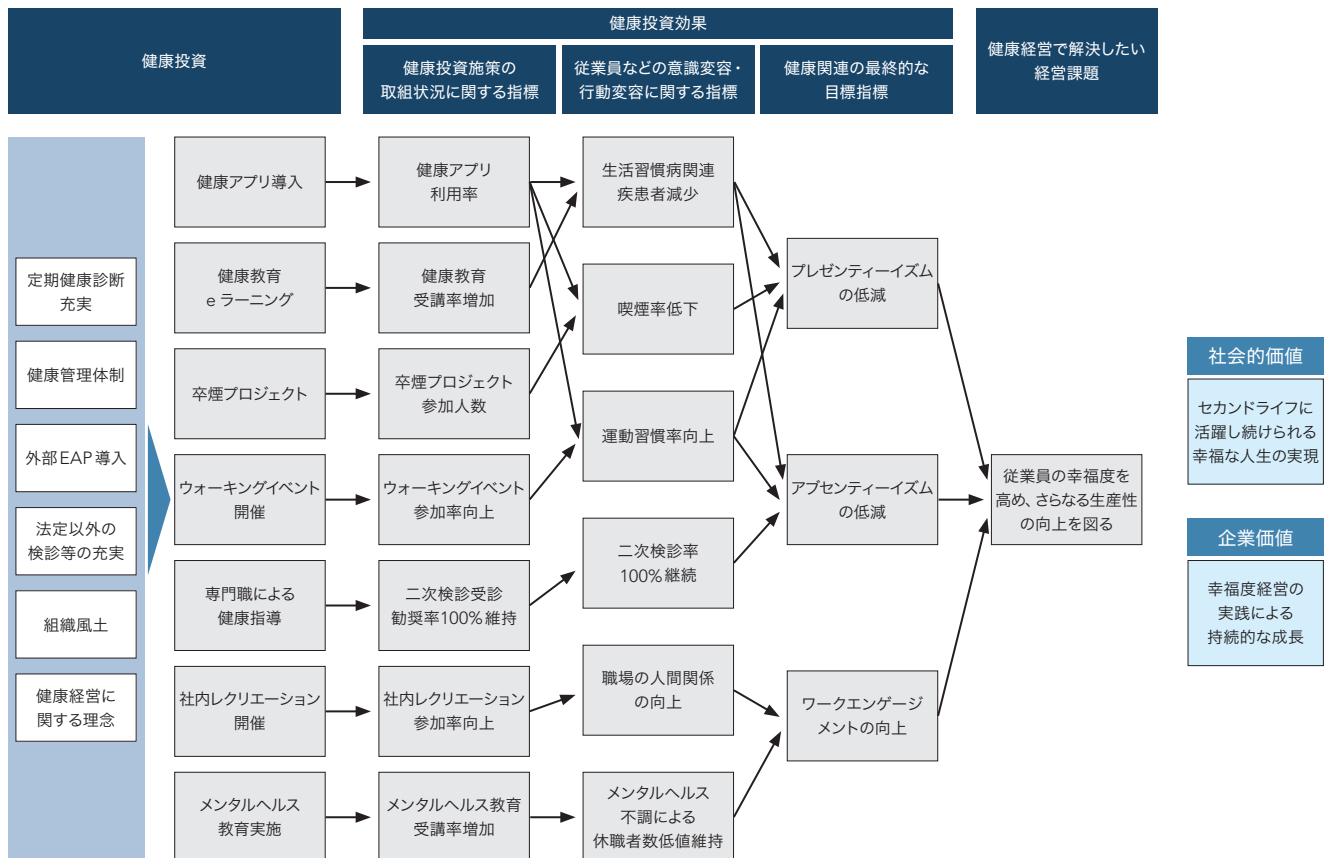 健康投資
健康投資効果
健康投資施策の
取組状況に関する指標
従業員などの意識変容・
行動変容に関する指標
健康関連の最終的な
目標指標
健康経営で解決したい
経営課題
定期健康診断
充実
健康管理体制
外部EAP導入
法定以外の
検診等の充実
組織風土
健康経営に
関する理念
健康アプリ導入
健康教育
eラーニング
卒煙プロジェクト
ウォーキングイベント
開催
専門職による
健康指導
社内レクリエーション
開催
メンタルヘルス
教育実施
健康アプリ
利用率
健康教育
受講率増加
卒煙プロジェクト
参加人数
ウォーキングイベント
参加率向上
二次検診受診
勧奨率100%維持
社内レクリエーション
参加率向上
メンタルヘルス教育
受講率増加
生活習慣病関連
疾患者減少
喫煙率低下
運動習慣率向上
二次検診率
100%継続
職場の人間関係
の向上
メンタルヘルス
不調による
休職者数低値維持
プレゼンティーイズム
の低減
アブセンティーイズム
の低減
ワークエンゲージ
メントの向上
従業員の幸福度を
高め、さらなる生産性
の向上を図る
社会的価値
セカンドライフに
活躍し続けられる
幸福な人生の実現
企業価値
幸福度経営の
実践による
持続的な成長